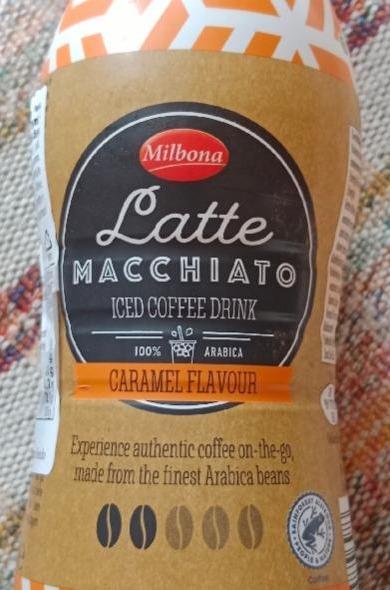 Milbona
Latte
MACCHIATO
ICED COFFEE DRINK
100% ARABICA
CARAMEL FLAVOUR
Experience authentic coffee on-the-go,
made from the finest Arabica beans